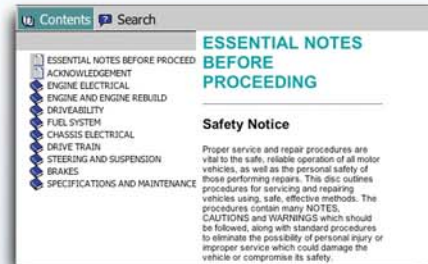 Contents Search
ESSENTIAL NOTES BEFORE PROCEED
ACKNOWLEDGEMENT
ENGINE ELECTRICAL
ENGINE AND ENGINE REBUILD
DRIVEABILITY
FUEL SYSTEM
CHASSIS ELECTRICAL
DRIVE TRAIN
STEERING AND SUSPENSION
BRAKES
SPECIFICATIONS AND MAINTENANCE
ESSENTIAL NOTES
BEFORE
PROCEEDING
Safety Notice
Proper service and repair procedures are
vital to the safe, reliable operation of all motor
vehicles, as well as the personal safety of
those performing repairs. This disc outlines
procedures for servicing and repairing
vehicles using, safe, effective methods. The
procedures contain many NOTES,
CAUTIONS and WARNINGS which should
be followed, along with standard procedures
to eliminate the possibility of personal injury or
improper service which could damage the
vehicle or compromise its safety.